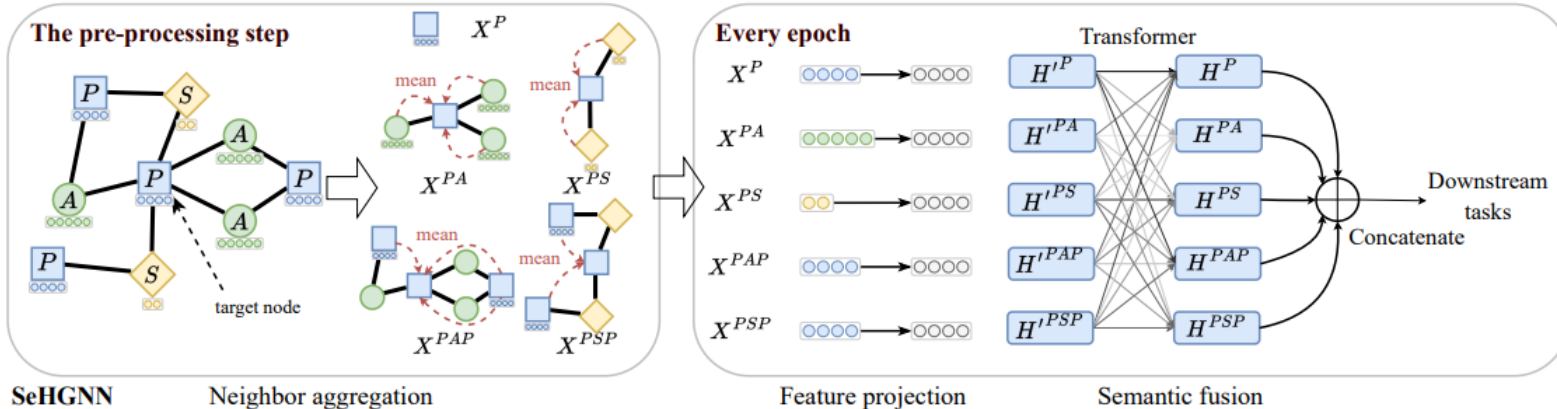 The pre-processing step
P
S
A
P
P
A
A
P
S
target node
X^P
mean
X^{PA}
mean
X^{PS}
mean
X^{PAP}
mean
X^{PSP}
Every epoch
X^P
X^{PA}
X^{PS}
X^{PAP}
X^{PSP}
Transformer
H'^P
H'^{PA}
H'^{PS}
H'^{PAP}
H'^{PSP}
H^P
H^{PA}
H^{PS}
H^{PAP}
H^{PSP}
Concatenate
Downstream
tasks
SeHGNN
Neighbor aggregation
Feature projection
Semantic fusion